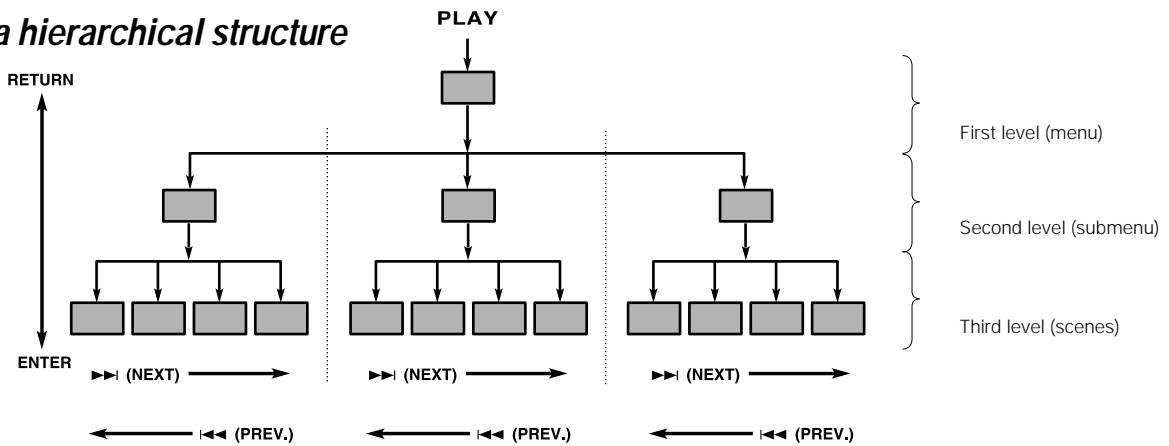 PLAY
a hierarchical structure
RETURN
First level (menu)
Second level (submenu)
Third level (scenes)
ENTER
▶▶| (NEXT) ▶▶| (NEXT) ▶▶| (NEXT)
|◀◀ (PREV.) |◀◀ (PREV.) |◀◀ (PREV.)